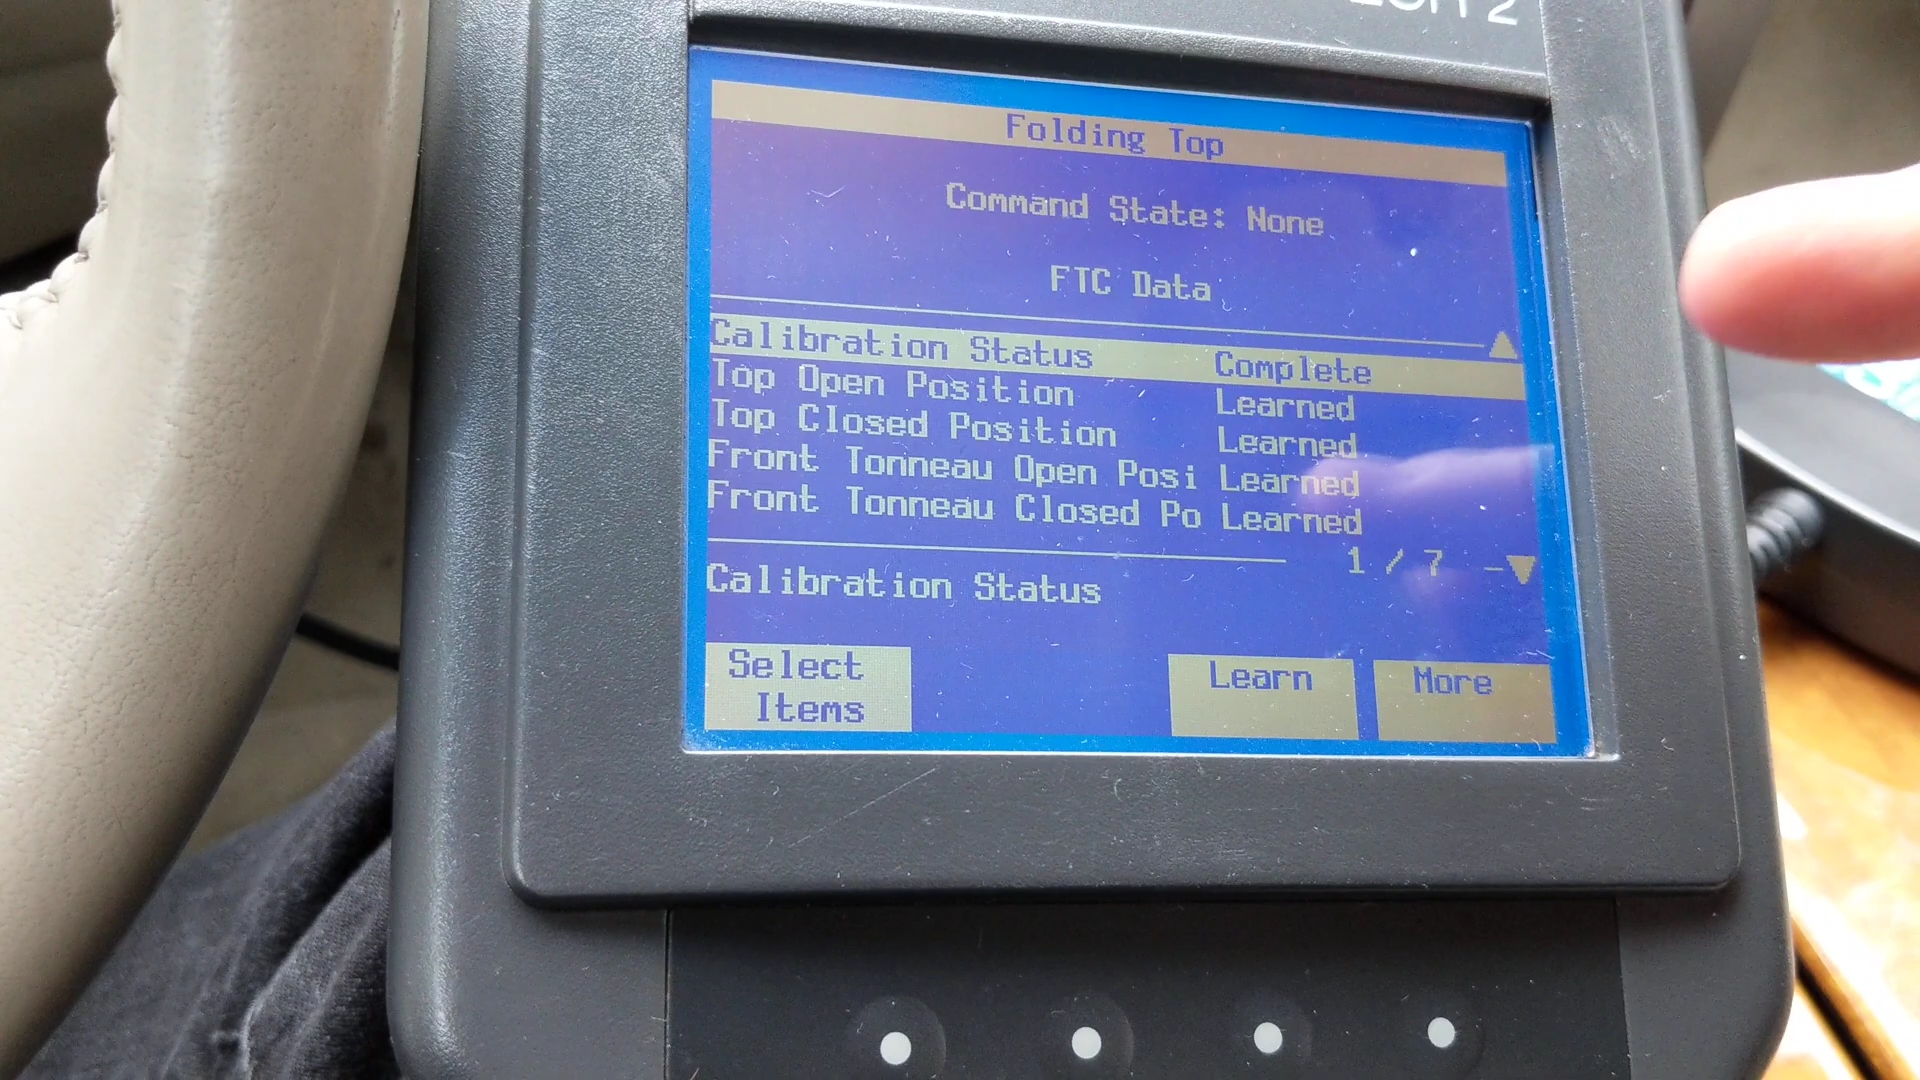 2
Folding Top
Command State: None
FTC Data
Calibration Status Complete
Top Open Position Learned
Top Closed Position Learned
Front Tonneau Open Posi Learned
Front Tonneau Closed Po Learned
1 / 7
Calibration Status
Select Items
Learn
More